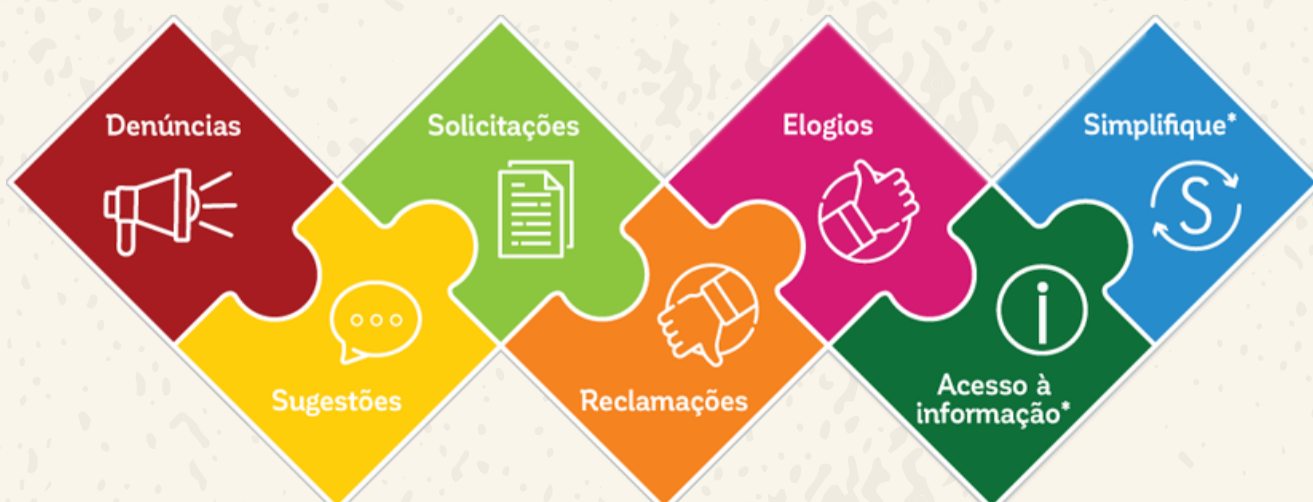 Denúncias
Solicitações
Elogios
Simplifique*
Sugestões
Reclamações
Acesso à
informação*